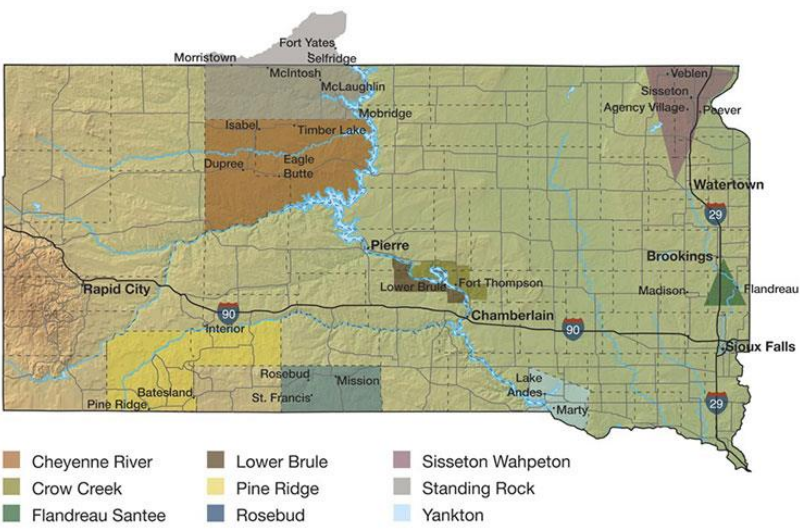 Fort Yates
Morristown
Selfridge
McIntosh
McLaughlin
Mobridge
Isabel
Timber Lake
Dupree
Eagle
Butte
Veblen
Sisseton
Agency Village
Peever
Watertown
29
Pierre
Brookings
Lower Brule
Fort Thompson
Madison
Flandreau
Rapid City
90
Interior
Chamberlain
90
Sioux Falls
Rosebud
Mission
Batesland
St. Francis
Pine Ridge
Lake
Andes
Marty
29
Cheyenne River
Lower Brule
Sisseton Wahpeton
Crow Creek
Pine Ridge
Standing Rock
Flandreau Santee
Rosebud
Yankton